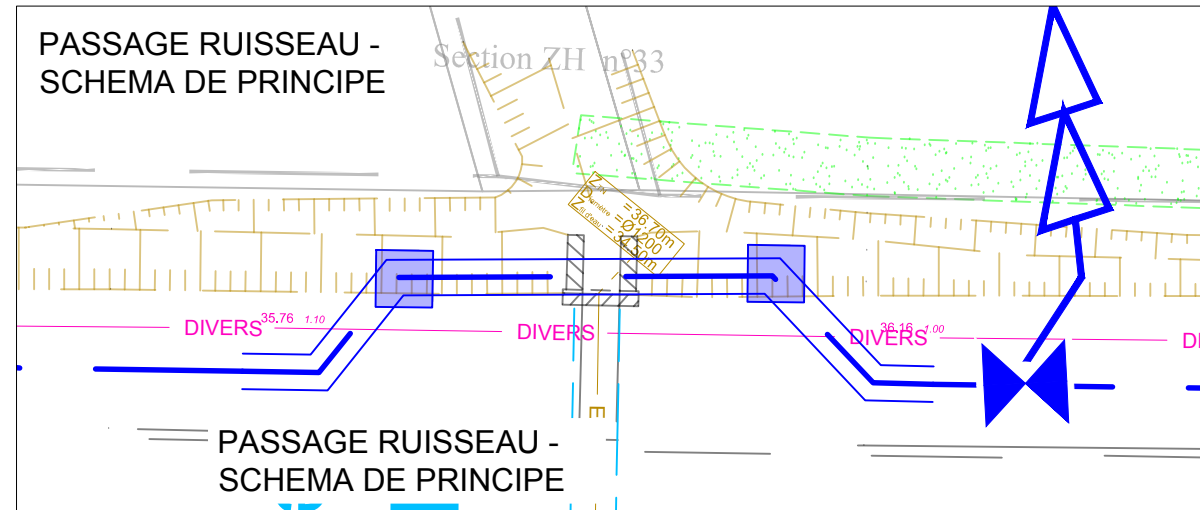 PASSAGE RUISSEAU -
SCHEMA DE PRINCIPE
Section ZH n°33
= 36.70m
= Ø1200
DIVERS
35.76 1.10
DIVERS
DIVERS
36.16 1.00
E
PASSAGE RUISSEAU -
SCHEMA DE PRINCIPE